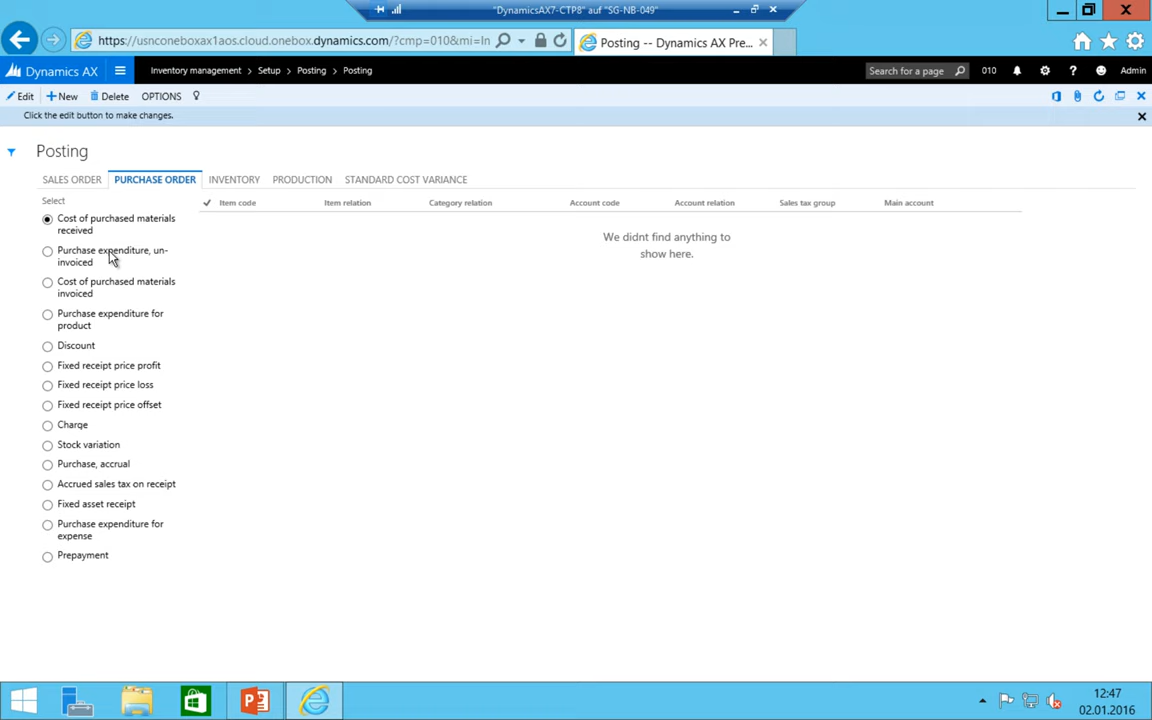 "DynamicsAX7-CTP8" auf "SG-NB-049"
https://usnconeboxax1aos.cloud.onebox.dynamics.com/?cmp=010&mi=In
Posting -- Dynamics AX Pre...
Dynamics AX
Inventory management > Setup > Posting > Posting
Search for a page
010
? Admin
Edit + New Delete OPTIONS
Click the edit button to make changes.
Posting
SALES ORDER PURCHASE ORDER INVENTORY PRODUCTION STANDARD COST VARIANCE
Select
Item code Item relation Category relation Account code Account relation Sales tax group Main account
We didnt find anything to
show here.
Cost of purchased materials
received
Purchase expenditure, un-
invoiced
Cost of purchased materials
invoiced
Purchase expenditure for
product
Discount
Fixed receipt price profit
Fixed receipt price loss
Fixed receipt price offset
Charge
Stock variation
Purchase, accrual
Accrued sales tax on receipt
Fixed asset receipt
Purchase expenditure for
expense
Prepayment
12:47
02.01.2016